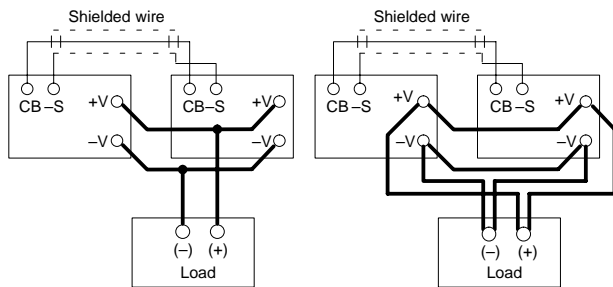 Shielded wire
CB –S
+V
–V
CB –S
+V
–V
(–) (+)
Load
Shielded wire
CB –S
+V
–V
CB –S
+V
–V
(–) (+)
Load